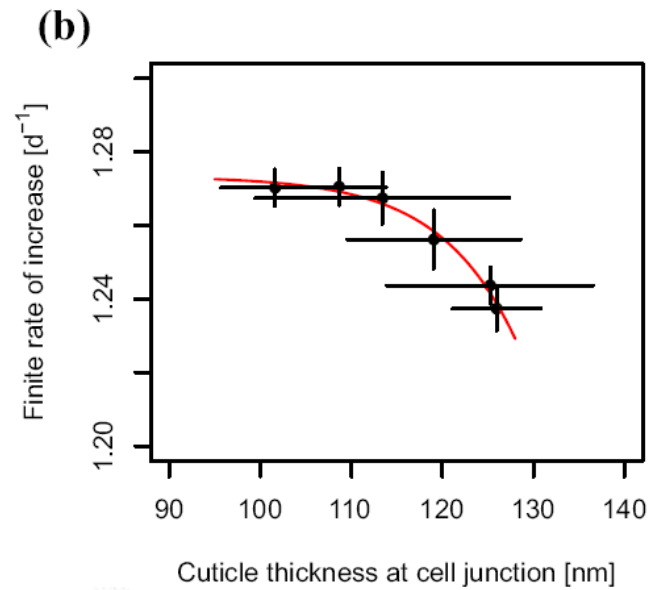 (b)
Finite rate of increase [d⁻¹]
1.28
1.24
1.20
90 100 110 120 130 140
Cuticle thickness at cell junction [nm]